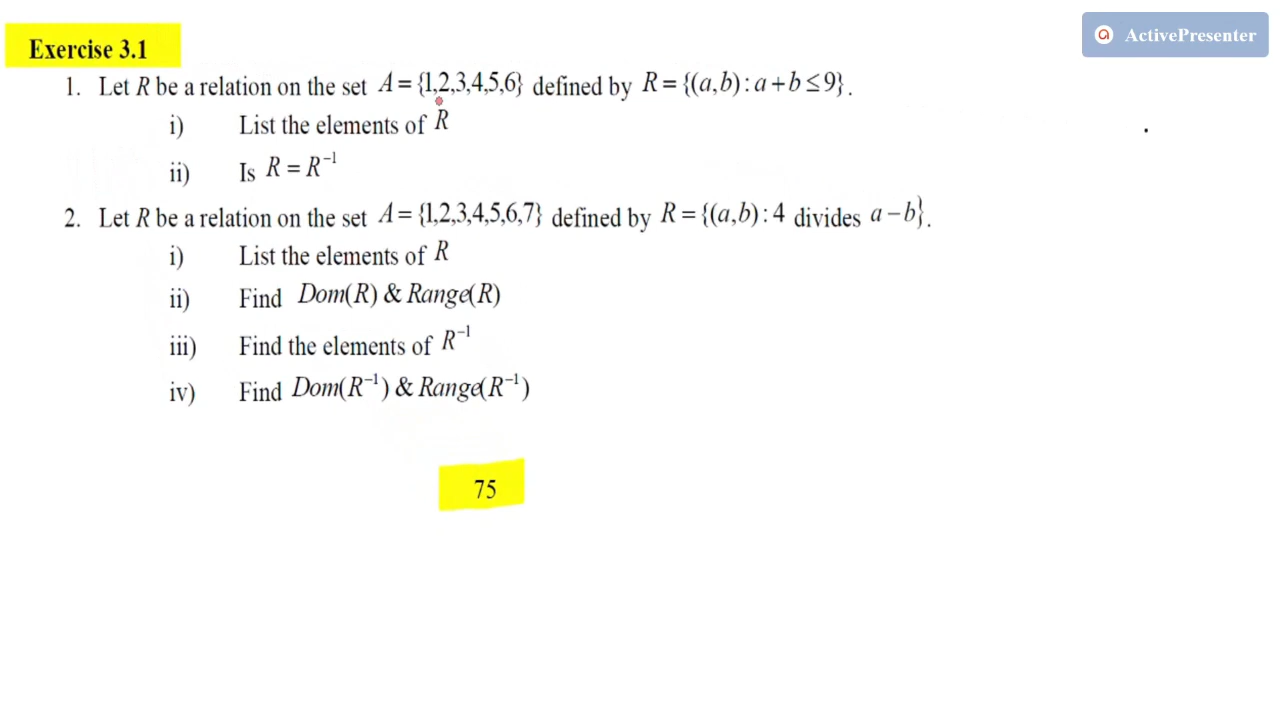 ActivePresenter
Exercise 3.1
1. Let R be a relation on the set A = {1,2,3,4,5,6} defined by R = {(a,b) : a + b ≤ 9}.
i) List the elements of R
ii) Is R = R⁻¹
2. Let R be a relation on the set A = {1,2,3,4,5,6,7} defined by R = {(a,b) : 4 divides a − b}.
i) List the elements of R
ii) Find Dom(R) & Range(R)
iii) Find the elements of R⁻¹
iv) Find Dom(R⁻¹) & Range(R⁻¹)
75